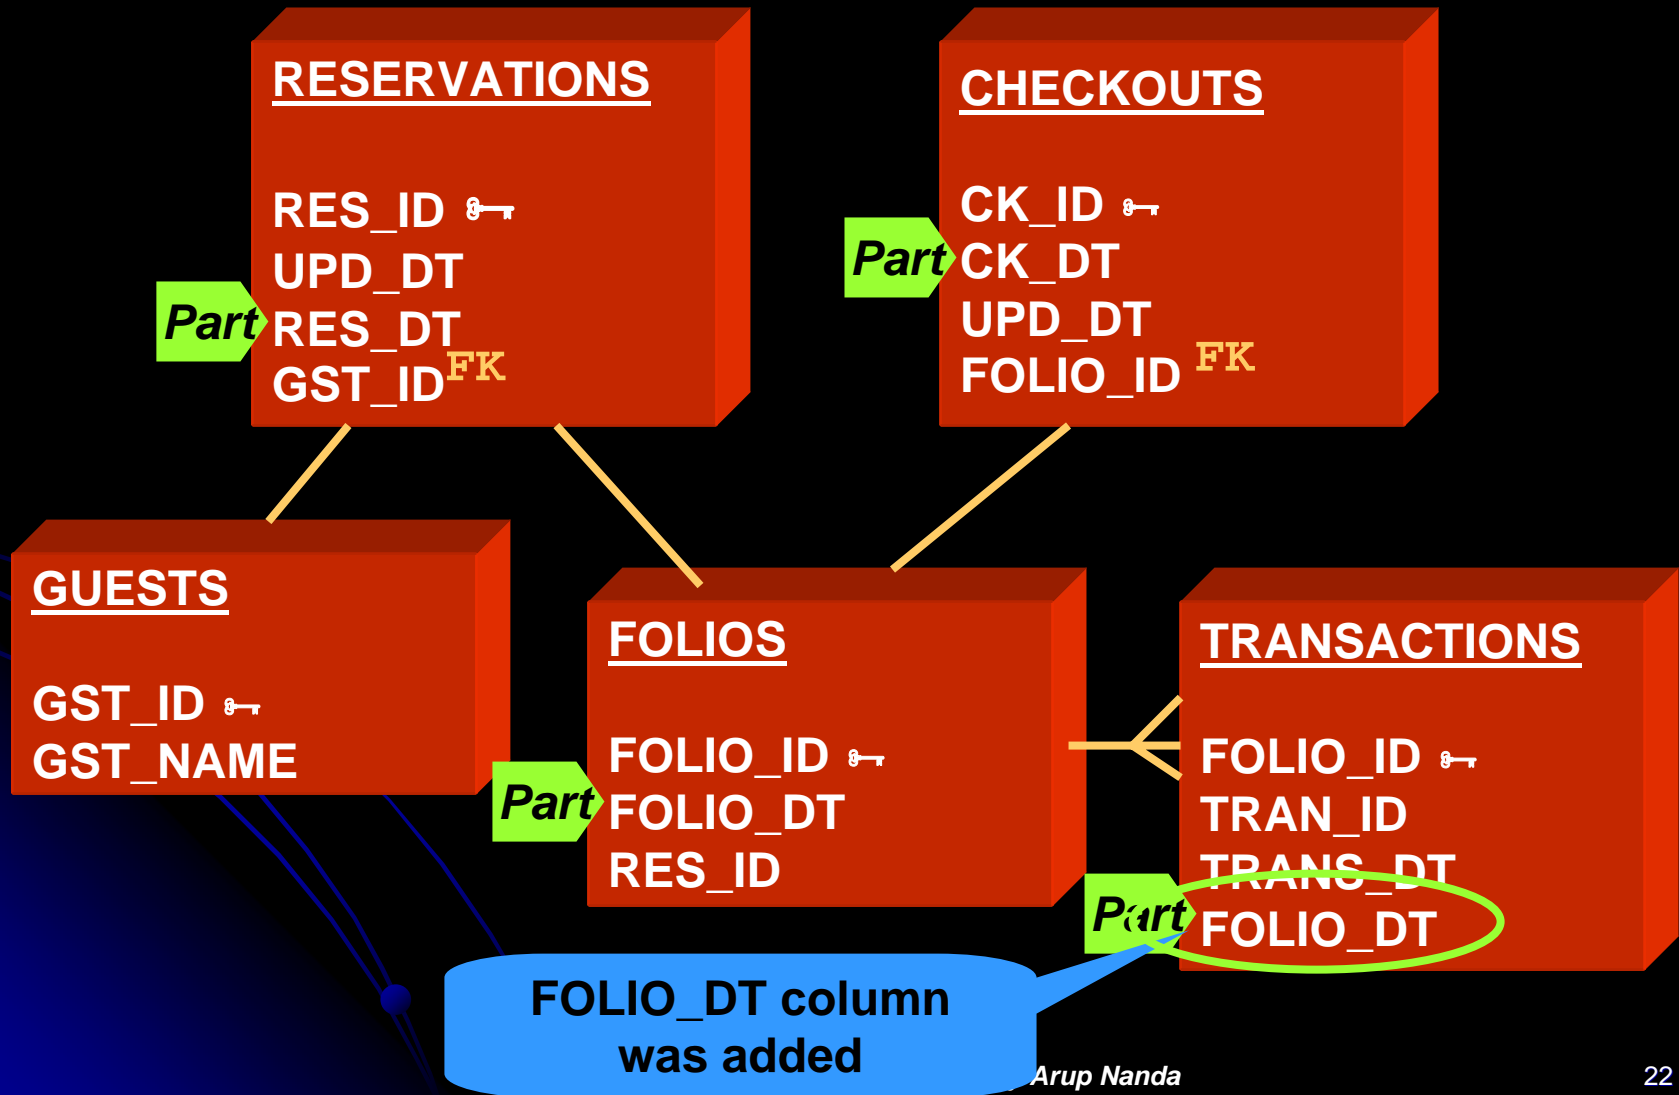 RESERVATIONS
RES_ID
UPD_DT
Part
RES_DT
GST_ID FK
CHECKOUTS
CK_ID
Part
CK_DT
UPD_DT
FOLIO_ID FK
GUESTS
GST_ID
GST_NAME
FOLIOS
FOLIO_ID
Part
FOLIO_DT
RES_ID
TRANSACTIONS
FOLIO_ID
TRAN_ID
TRANS_DT
Part
FOLIO_DT
FOLIO_DT column
was added
Arup Nanda
22